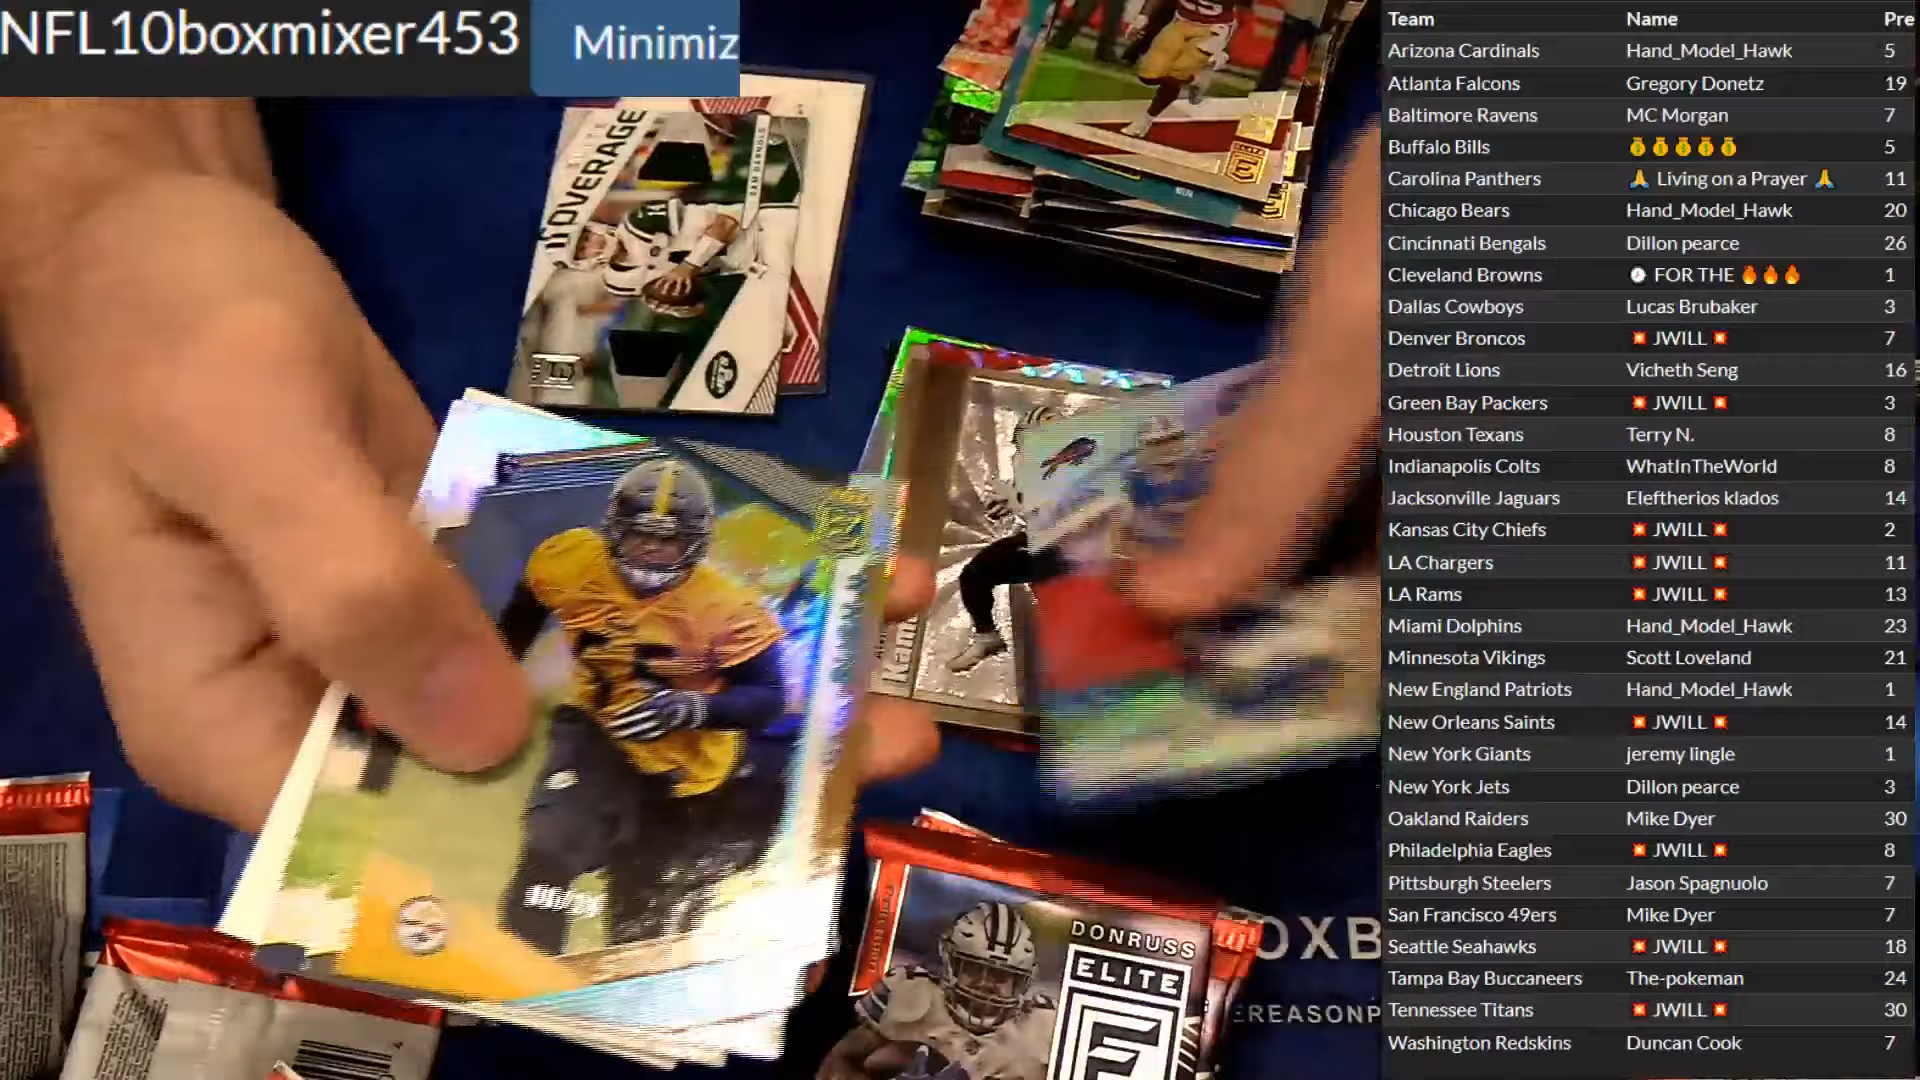 NFL10boxmixer453 Minimiz
Team Name Pre
Arizona Cardinals Hand_Model_Hawk 5
Atlanta Falcons Gregory Donetz 19
Baltimore Ravens MC Morgan 7
Buffalo Bills 🥇🥇🥇🥇🥇 5
Carolina Panthers 🙏 Living on a Prayer 🙏 11
Chicago Bears Hand_Model_Hawk 20
Cincinnati Bengals Dillon pearce 26
Cleveland Browns 🕗 FOR THE 🔥🔥🔥 1
Dallas Cowboys Lucas Brubaker 3
Denver Broncos 💥 JWILL 💥 7
Detroit Lions Vicheth Seng 16
Green Bay Packers 💥 JWILL 💥 3
Houston Texans Terry N. 8
Indianapolis Colts WhatInTheWorld 8
Jacksonville Jaguars Eleftherios klados 14
Kansas City Chiefs 💥 JWILL 💥 2
LA Chargers 💥 JWILL 💥 11
LA Rams 💥 JWILL 💥 13
Miami Dolphins Hand_Model_Hawk 23
Minnesota Vikings Scott Loveland 21
New England Patriots Hand_Model_Hawk 1
New Orleans Saints 💥 JWILL 💥 14
New York Giants jeremy lingle 1
New York Jets Dillon pearce 3
Oakland Raiders Mike Dyer 30
Philadelphia Eagles 💥 JWILL 💥 8
Pittsburgh Steelers Jason Spagnuolo 7
San Francisco 49ers Mike Dyer 7
Seattle Seahawks 💥 JWILL 💥 18
Tampa Bay Buccaneers The-pokeman 24
Tennessee Titans 💥 JWILL 💥 30
Washington Redskins Duncan Cook 7
COVERAGE
SAM DARNOLD
DONRUSS
ELITE
OXB
EREASONP